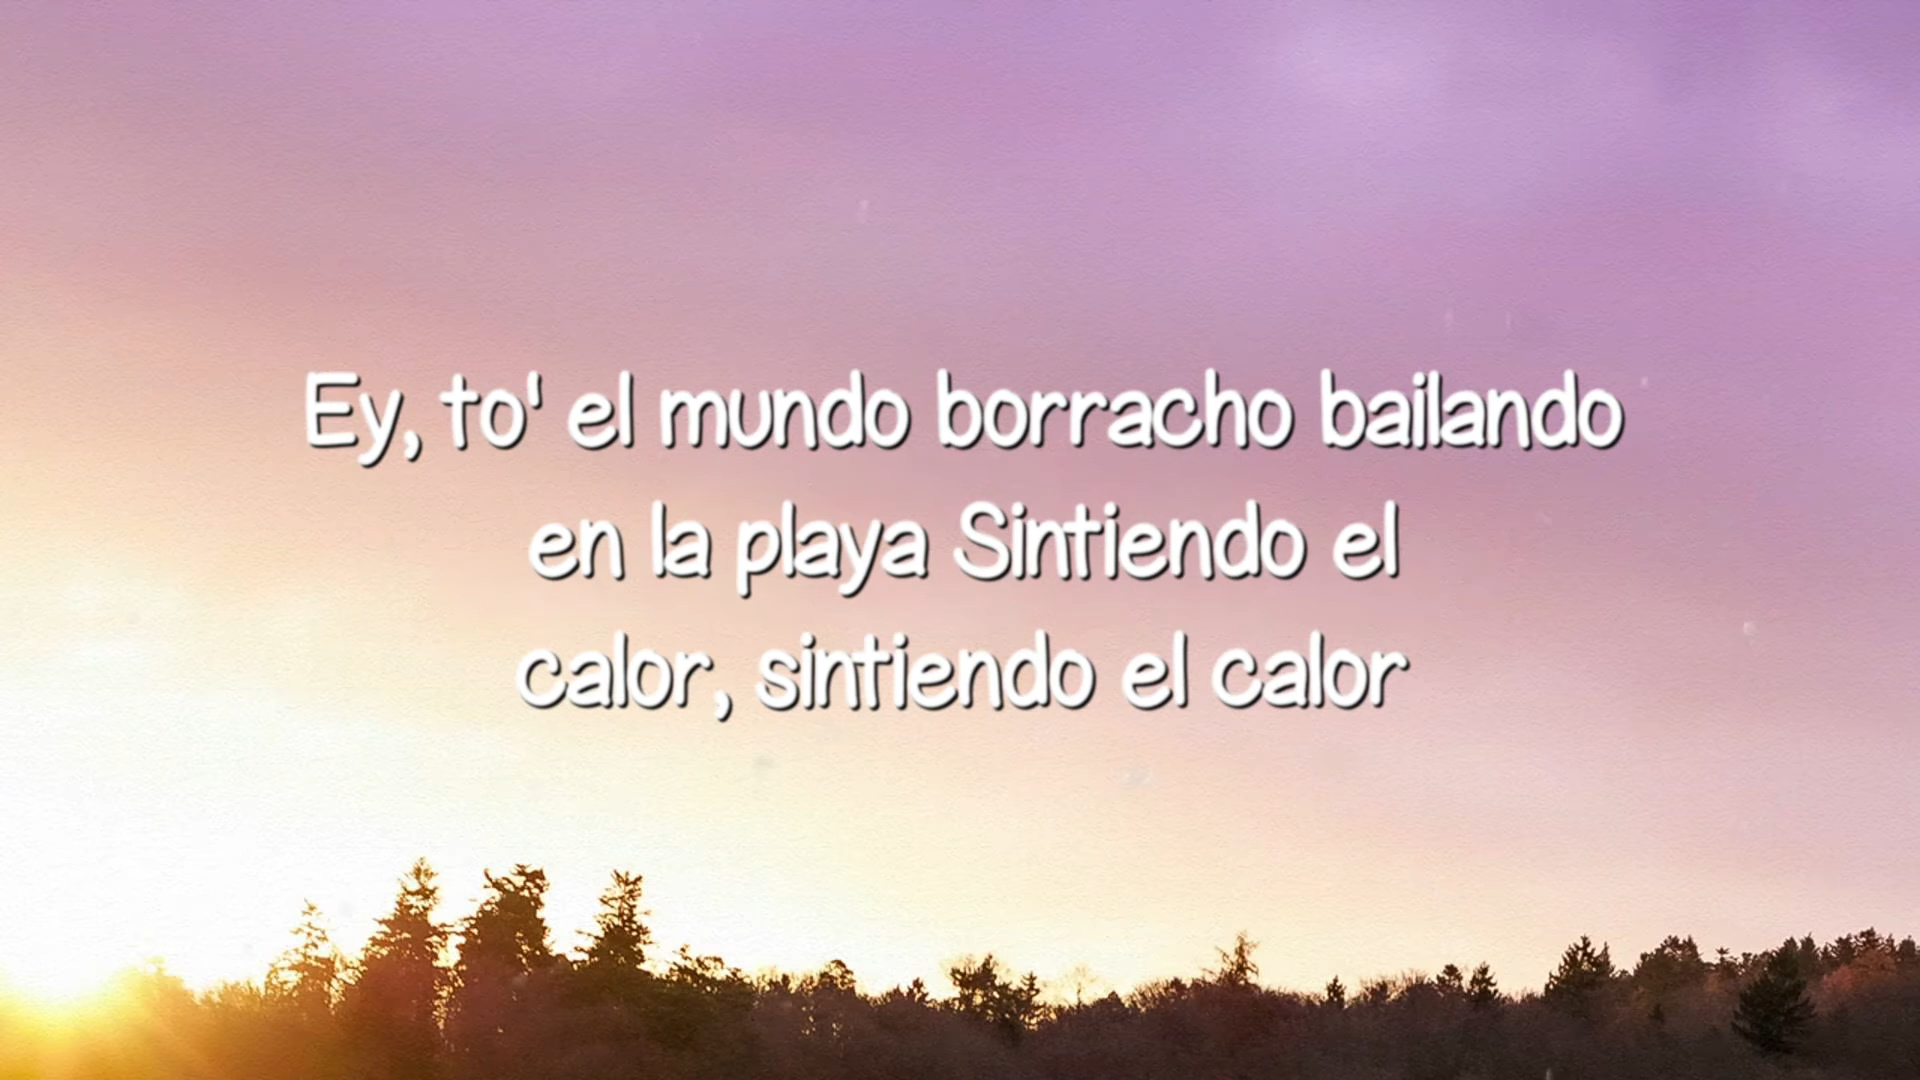 Ey, to' el mundo borracho bailando
en la playa Sintiendo el
calor, sintiendo el calor